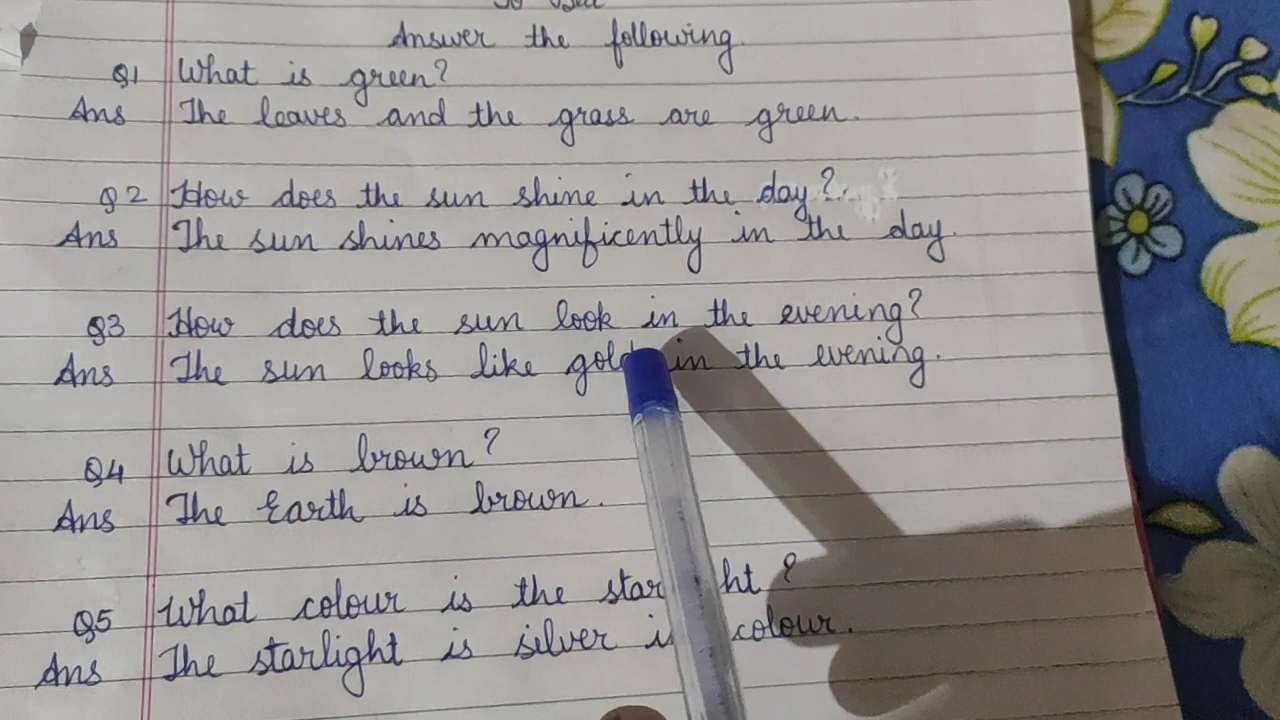 Answer the following.
Q1 What is green?
Ans The leaves and the grass are green.
Q2 How does the sun shine in the day?
Ans The sun shines magnificently in the day.
Q3 How does the sun look in the evening?
Ans The sun looks like gold in the evening.
Q4 What is brown?
Ans The Earth is brown.
Q5 What colour is the starlight?
Ans The starlight is silver in colour.